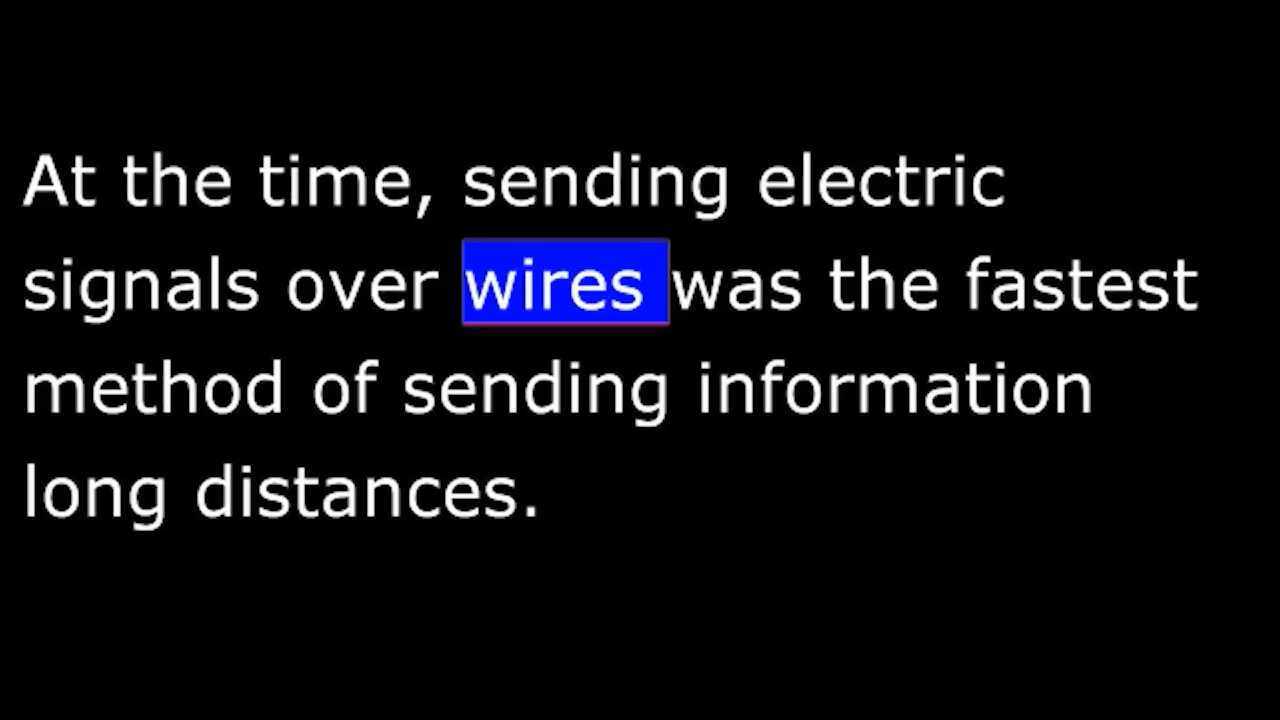 At the time, sending electric
signals over wires was the fastest
method of sending information
long distances.